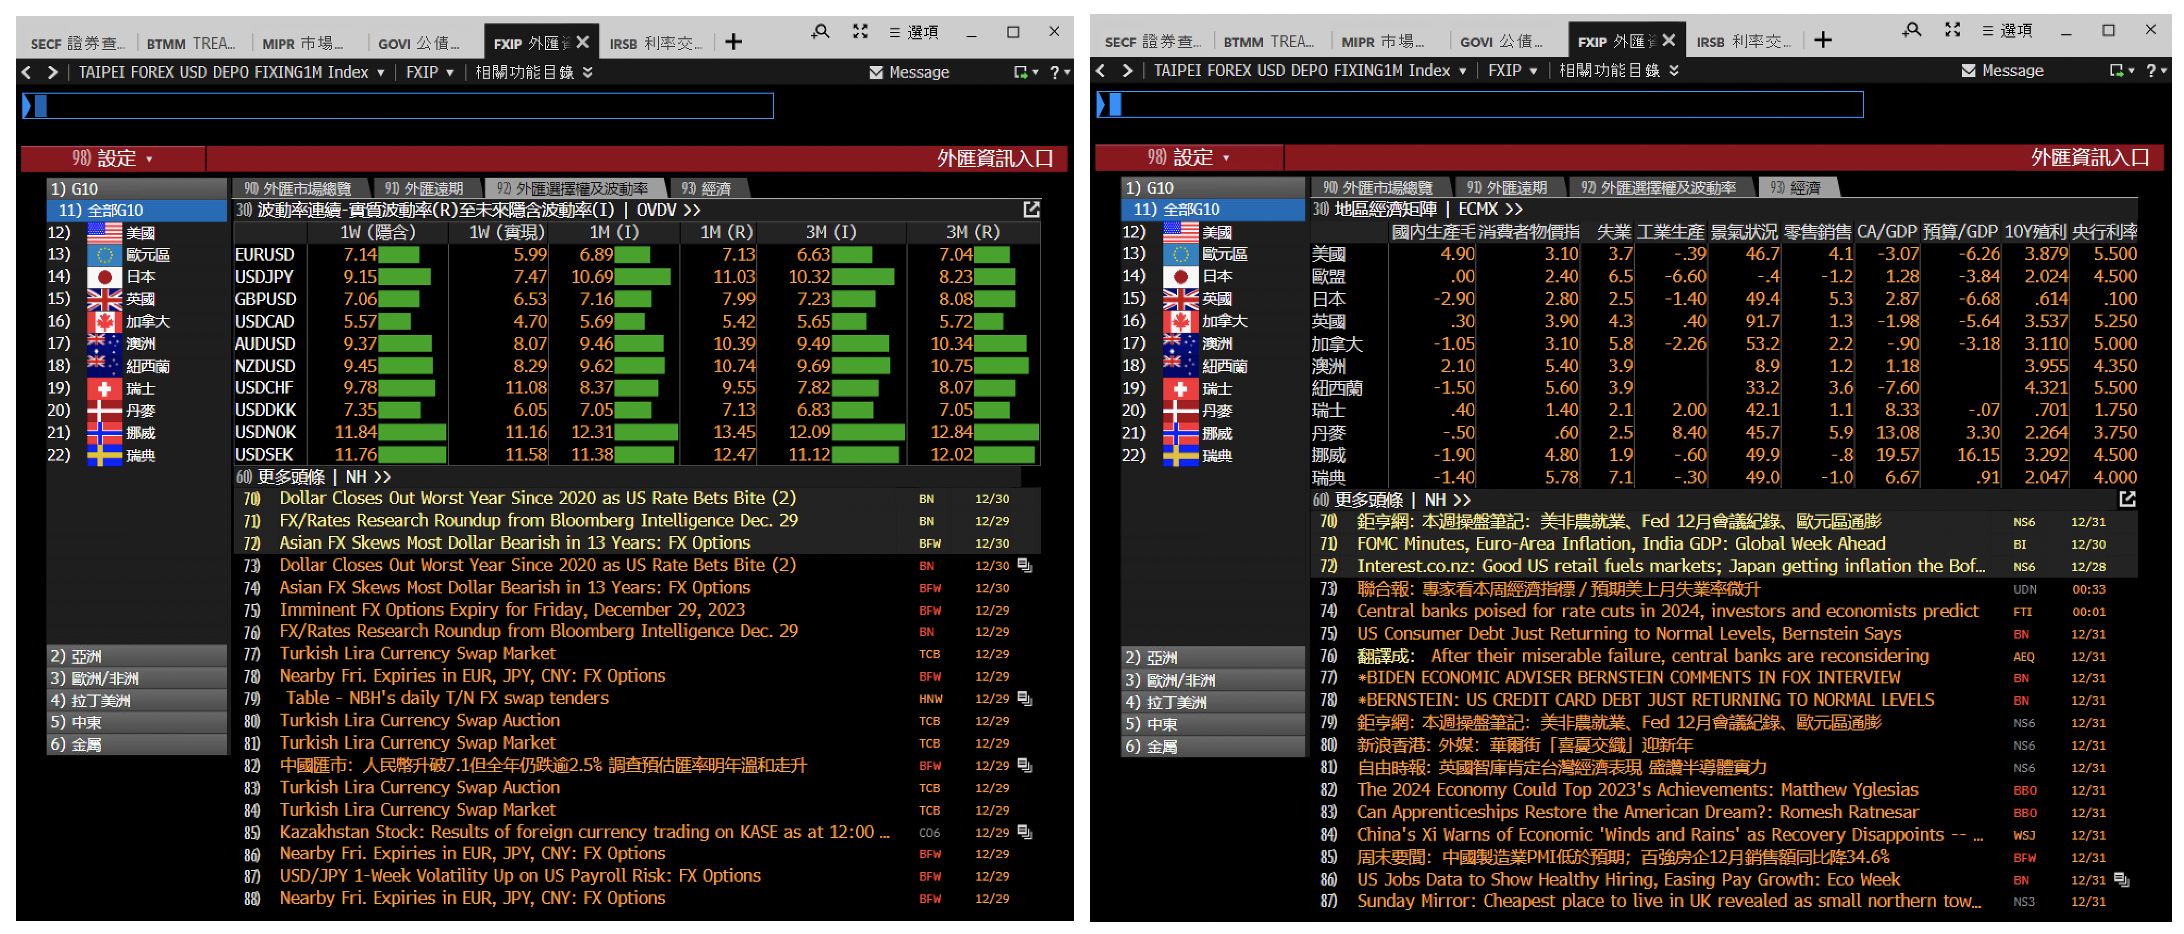 SECF 證券查... BTMM TREA... MIPR 市場... GOVI 公債... FXIP 外匯 IRSB 利率交... + 選項
TAIPEI FOREX USD DEPO FIXING1M Index FXIP 相關功能目錄 Message ?
98) 設定 外匯資訊入口
1) G10
11) 全部G10
12) 美國
13) 歐元區
14) 日本
15) 英國
16) 加拿大
17) 澳洲
18) 紐西蘭
19) 瑞士
20) 丹麥
21) 挪威
22) 瑞典
2) 亞洲
3) 歐洲/非洲
4) 拉丁美洲
5) 中東
6) 金屬
90) 外匯市場總覽 91) 外匯遠期 92) 外匯選擇權及波動率 93) 經濟
30) 波動率連續-實質波動率(R)至未來隱含波動率(I) | OVDV >>
1W (隱含) 1W (實現) 1M (I) 1M (R) 3M (I) 3M (R)
EURUSD 7.14 5.99 6.89 7.13 6.63 7.04
USDJPY 9.15 7.47 10.69 11.03 10.32 8.23
GBPUSD 7.06 6.53 7.16 7.99 7.23 8.08
USDCAD 5.57 4.70 5.69 5.42 5.65 5.72
AUDUSD 9.37 8.07 9.46 10.39 9.49 10.34
NZDUSD 9.45 8.29 9.62 10.74 9.69 10.75
USDCHF 9.78 11.08 8.37 9.55 7.82 8.07
USDDKK 7.35 6.05 7.05 7.13 6.83 7.05
USDNOK 11.84 11.16 12.31 13.45 12.09 12.84
USDSEK 11.76 11.58 11.38 12.47 11.12 12.02
60) 更多頭條 | NH >>
70) Dollar Closes Out Worst Year Since 2020 as US Rate Bets Bite (2) BN 12/30
71) FX/Rates Research Roundup from Bloomberg Intelligence Dec. 29 BN 12/29
72) Asian FX Skews Most Dollar Bearish in 13 Years: FX Options BFW 12/30
73) Dollar Closes Out Worst Year Since 2020 as US Rate Bets Bite (2) BN 12/30
74) Asian FX Skews Most Dollar Bearish in 13 Years: FX Options BFW 12/30
75) Imminent FX Options Expiry for Friday, December 29, 2023 BFW 12/29
76) FX/Rates Research Roundup from Bloomberg Intelligence Dec. 29 BN 12/29
77) Turkish Lira Currency Swap Market TCB 12/29
78) Nearby Fri. Expiries in EUR, JPY, CNY: FX Options BFW 12/29
79) Table - NBH's daily T/N FX swap tenders HNW 12/29
80) Turkish Lira Currency Swap Auction TCB 12/29
81) Turkish Lira Currency Swap Market TCB 12/29
82) 中國匯市: 人民幣升破7.1但全年仍跌逾2.5% 調查預估匯率明年溫和走升 BFW 12/29
83) Turkish Lira Currency Swap Auction TCB 12/29
84) Turkish Lira Currency Swap Market TCB 12/29
85) Kazakhstan Stock: Results of foreign currency trading on KASE as at 12:00 ... CO6 12/29
86) Nearby Fri. Expiries in EUR, JPY, CNY: FX Options BFW 12/29
87) USD/JPY 1-Week Volatility Up on US Payroll Risk: FX Options BFW 12/29
88) Nearby Fri. Expiries in EUR, JPY, CNY: FX Options BFW 12/29
SECF 證券查... BTMM TREA... MIPR 市場... GOVI 公債... FXIP 外匯 IRSB 利率交... + 選項
TAIPEI FOREX USD DEPO FIXING1M Index FXIP 相關功能目錄 Message ?
98) 設定 外匯資訊入口
1) G10
11) 全部G10
12) 美國
13) 歐元區
14) 日本
15) 英國
16) 加拿大
17) 澳洲
18) 紐西蘭
19) 瑞士
20) 丹麥
21) 挪威
22) 瑞典
2) 亞洲
3) 歐洲/非洲
4) 拉丁美洲
5) 中東
6) 金屬
90) 外匯市場總覽 91) 外匯遠期 92) 外匯選擇權及波動率 93) 經濟
30) 地區經濟矩陣 | ECMX >>
國內生產毛 消費者物價指 失業 工業生產 景氣狀況 零售銷售 CA/GDP 預算/GDP 10Y殖利 央行利率
美國 4.90 3.10 3.7 -.39 46.7 4.1 -3.07 -6.26 3.879 5.500
歐盟 .00 2.40 6.5 -6.60 -.4 -1.2 1.28 -3.84 2.024 4.500
日本 -2.90 2.80 2.5 -1.40 49.4 5.3 2.87 -6.68 .614 .100
英國 .30 3.90 4.3 .40 91.7 1.3 -1.98 -5.64 3.537 5.250
加拿大 -1.05 3.10 5.8 -2.26 53.2 2.2 -.90 -3.18 3.110 5.000
澳洲 2.10 5.40 3.9 8.9 1.2 1.18 3.955 4.350
紐西蘭 -1.50 5.60 3.9 33.2 3.6 -7.60 4.321 5.500
瑞士 .40 1.40 2.1 2.00 42.1 1.1 8.33 -.07 .701 1.750
丹麥 -.50 .60 2.5 8.40 45.7 5.9 13.08 3.30 2.264 3.750
挪威 -1.90 4.80 1.9 -.60 49.9 -.8 19.57 16.15 3.292 4.500
瑞典 -1.40 5.78 7.1 -.30 49.0 -1.0 6.67 .91 2.047 4.000
60) 更多頭條 | NH >>
70) 鉅亨網: 本週操盤筆記: 美非農就業、Fed 12月會議紀錄、歐元區通膨 NS6 12/31
71) FOMC Minutes, Euro-Area Inflation, India GDP: Global Week Ahead BI 12/30
72) Interest.co.nz: Good US retail fuels markets; Japan getting inflation the Bof... NS6 12/28
73) 聯合報: 專家看本周經濟指標 / 預期美上月失業率微升 UDN 00:33
74) Central banks poised for rate cuts in 2024, investors and economists predict FTI 00:01
75) US Consumer Debt Just Returning to Normal Levels, Bernstein Says BN 12/31
76) 翻譯成: After their miserable failure, central banks are reconsidering AEQ 12/31
77) *BIDEN ECONOMIC ADVISER BERNSTEIN COMMENTS IN FOX INTERVIEW BN 12/31
78) *BERNSTEIN: US CREDIT CARD DEBT JUST RETURNING TO NORMAL LEVELS BN 12/31
79) 鉅亨網: 本週操盤筆記: 美非農就業、Fed 12月會議紀錄、歐元區通膨 NS6 12/31
80) 新浪香港: 外媒: 華爾街「喜憂交織」迎新年 NS6 12/31
81) 自由時報: 英國智庫肯定台灣經濟表現 盛讚半導體實力 NS6 12/31
82) The 2024 Economy Could Top 2023's Achievements: Matthew Yglesias BBO 12/31
83) Can Apprenticeships Restore the American Dream?: Romesh Ratnesar BBO 12/31
84) China's Xi Warns of Economic 'Winds and Rains' as Recovery Disappoints -- ... WSJ 12/31
85) 周末要聞: 中國製造業PMI低於預期; 百強房企12月銷售額同比降34.6% BFW 12/31
86) US Jobs Data to Show Healthy Hiring, Easing Pay Growth: Eco Week BN 12/31
87) Sunday Mirror: Cheapest place to live in UK revealed as small northern tow... NS3 12/31